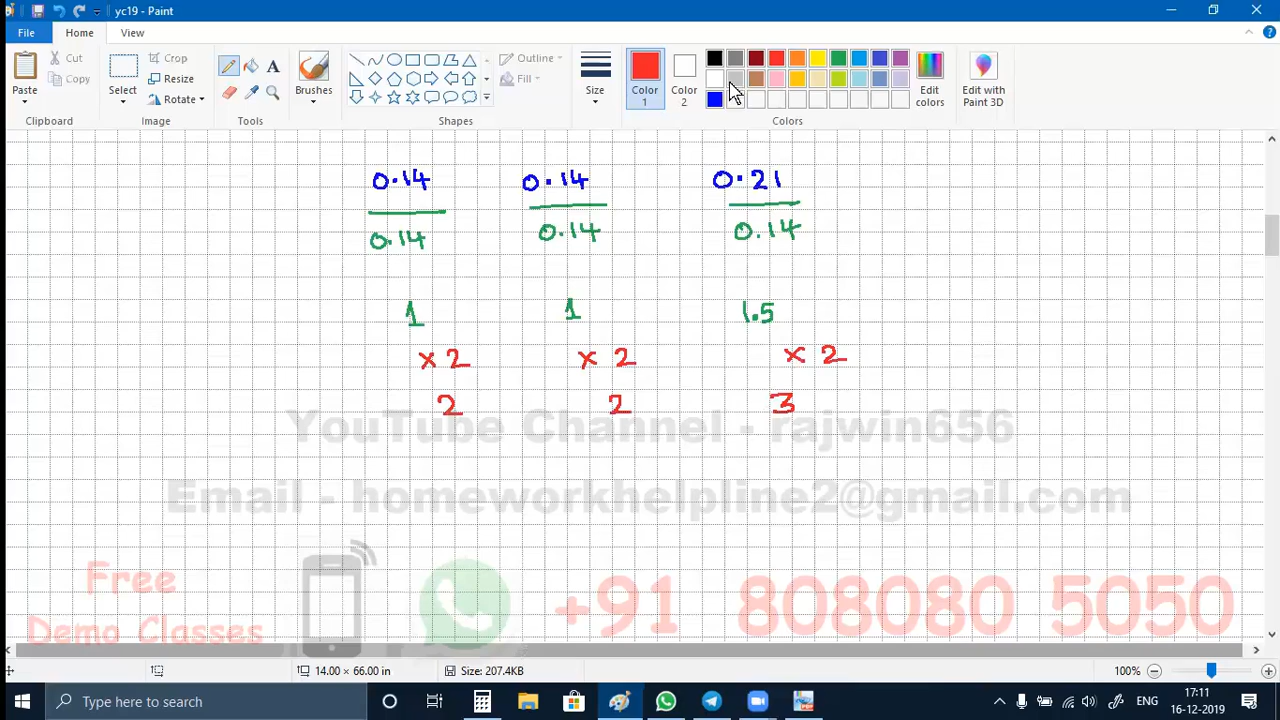 yc19 - Paint
File Home View
Paste
Cut
Copy
Clipboard
Select
Crop
Resize
Rotate
Image
A
Tools
Brushes
Outline
Fill
Shapes
Size
Color 1
Color 2
Edit colors
Edit with Paint 3D
Colors
0.14 0.14 0.21
0.14 0.14 0.14
1 1 1.5
x 2 x 2 x 2
2 2 3
YouTube Channel - rajwin656
Email - homeworkhelpline2@gmail.com
Free
Demo Classes
+91 808080 5050
14.00 × 66.00 in Size: 207.4KB 100%
Type here to search
ENG
17:11
16-12-2019